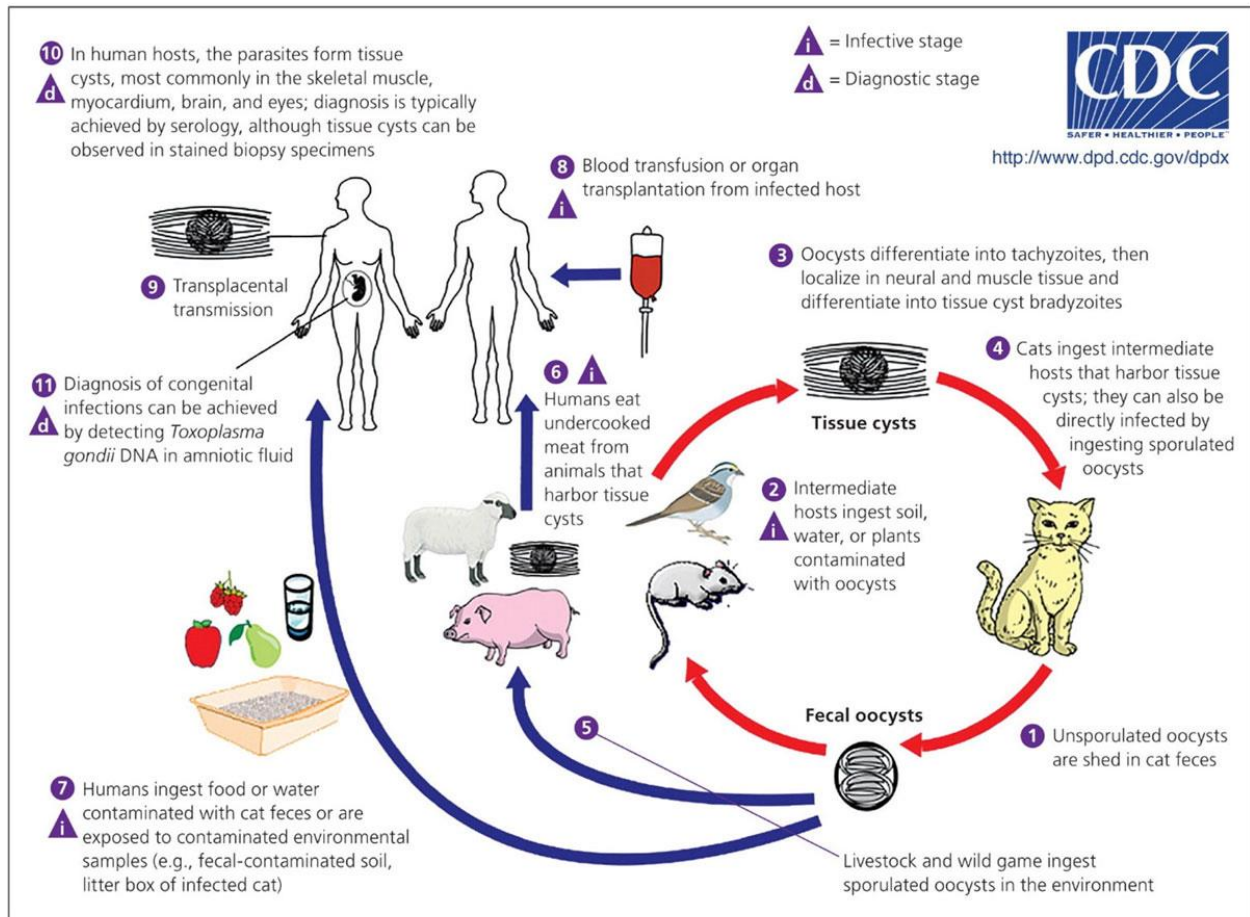 10 In human hosts, the parasites form tissue
d cysts, most commonly in the skeletal muscle,
myocardium, brain, and eyes; diagnosis is typically
achieved by serology, although tissue cysts can be
observed in stained biopsy specimens
i = Infective stage
d = Diagnostic stage
CDC
SAFER • HEALTHIER • PEOPLE™
http://www.dpd.cdc.gov/dpdx
8 Blood transfusion or organ
i transplantation from infected host
9 Transplacental
transmission
3 Oocysts differentiate into tachyzoites, then
localize in neural and muscle tissue and
differentiate into tissue cyst bradyzoites
4 Cats ingest intermediate
hosts that harbor tissue
cysts; they can also be
directly infected by
ingesting sporulated
oocysts
Tissue cysts
11 Diagnosis of congenital
d infections can be achieved
by detecting Toxoplasma
gondii DNA in amniotic fluid
6 i
Humans eat
undercooked
meat from
animals that
harbor tissue
cysts
2 Intermediate
i hosts ingest soil,
water, or plants
contaminated
with oocysts
Fecal oocysts
1 Unsporulated oocysts
are shed in cat feces
5
7 Humans ingest food or water
i contaminated with cat feces or are
exposed to contaminated environmental
samples (e.g., fecal-contaminated soil,
litter box of infected cat)
Livestock and wild game ingest
sporulated oocysts in the environment